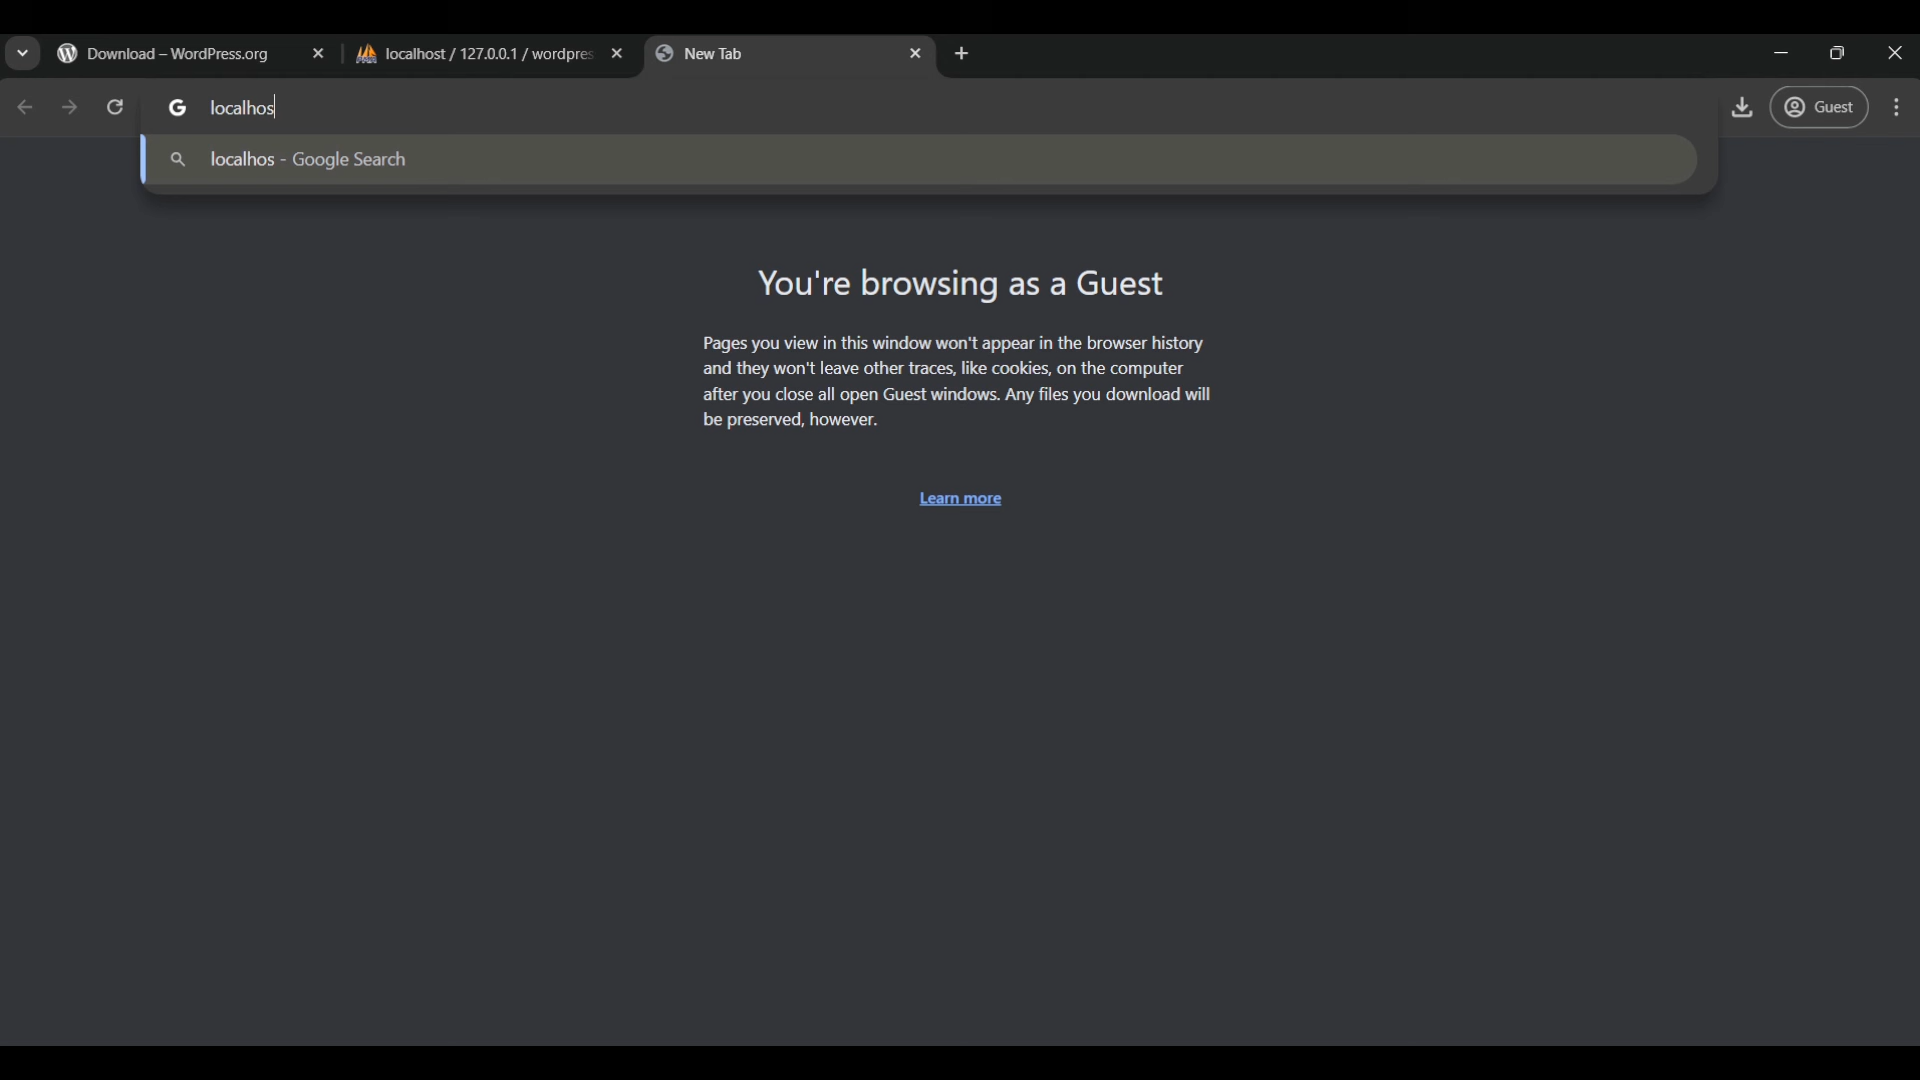 Download – WordPress.org
localhost / 127.0.0.1 / wordpres
New Tab
localhos
Guest
localhos - Google Search
You're browsing as a Guest
Pages you view in this window won't appear in the browser history
and they won't leave other traces, like cookies, on the computer
after you close all open Guest windows. Any files you download will
be preserved, however.
Learn more